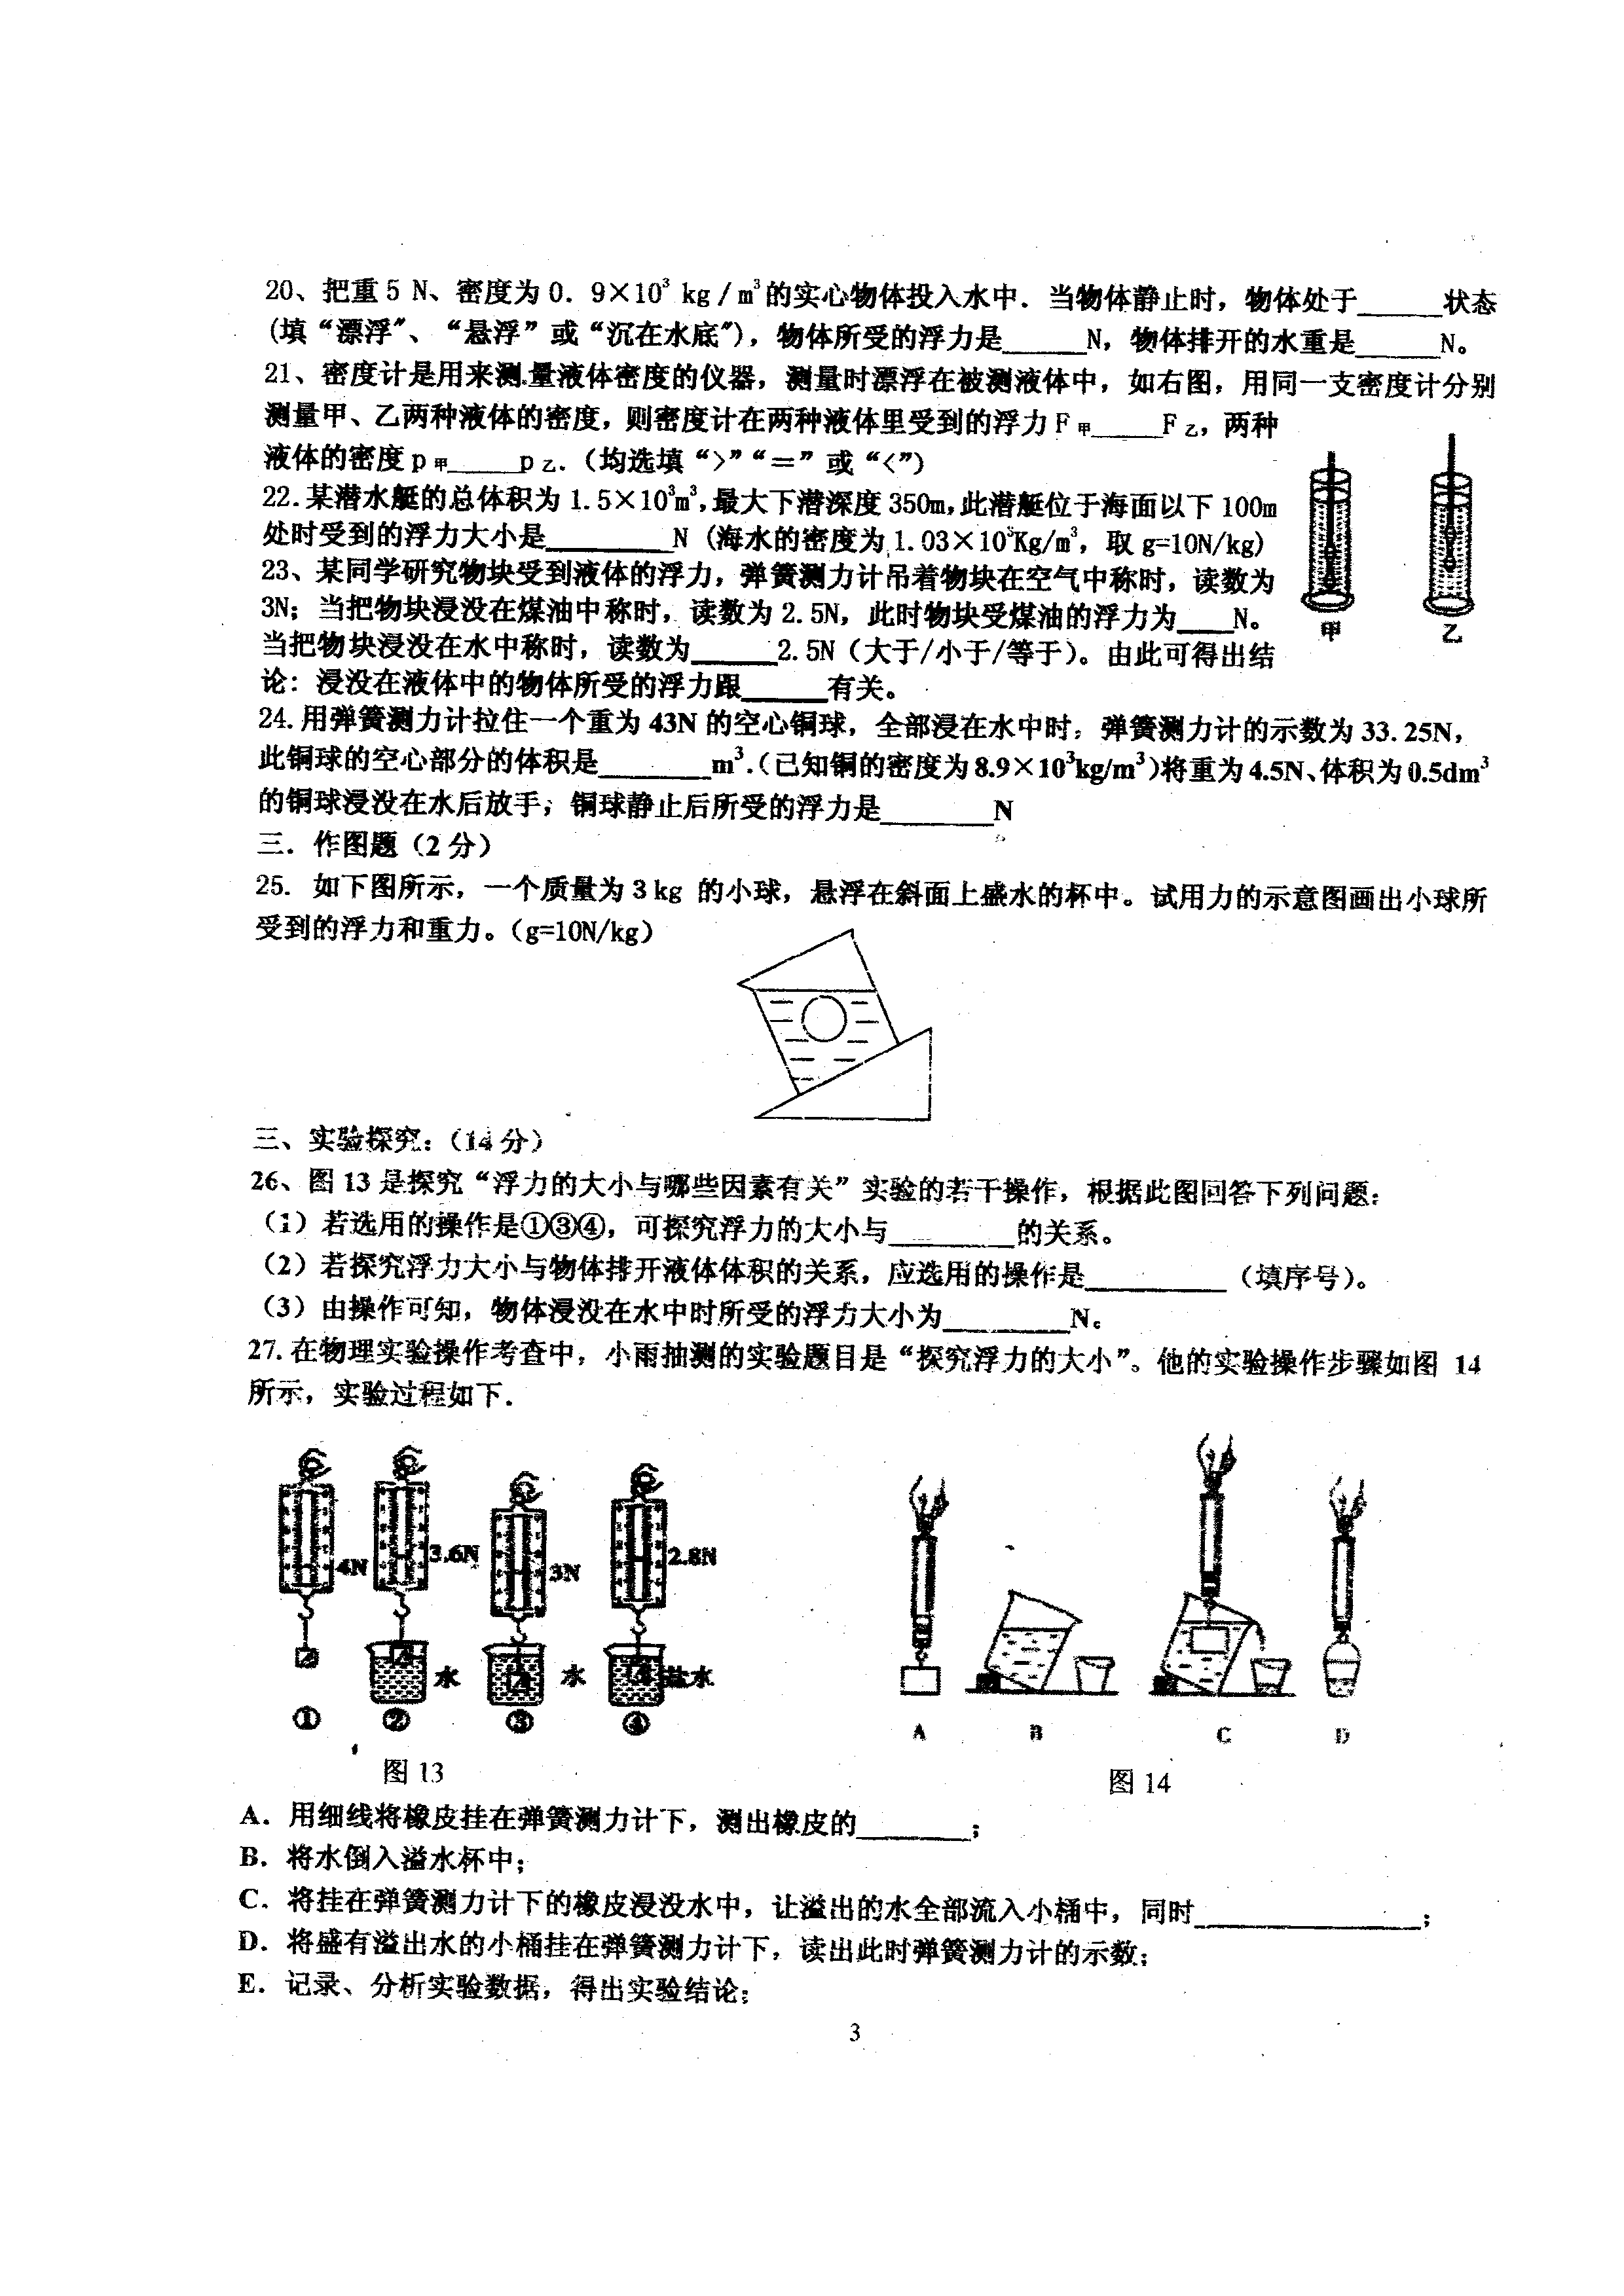 20、把重 5 N、密度为 0. 9×10³ kg / m³的实心物体投入水中. 当物体静止时，物体处于______状态
(填“漂浮”、“悬浮”或“沉在水底”)，物体所受的浮力是______N，物体排开的水重是______N。
21、密度计是用来测量液体密度的仪器，测量时漂浮在被测液体中，如右图，用同一支密度计分别
测量甲、乙两种液体的密度，则密度计在两种液体里受到的浮力 F甲_____F乙，两种
液体的密度 p甲_____p乙.（均选填“>”“＝”或“<”）
22.某潜水艇的总体积为 1.5×10³m³,最大下潜深度 350m,此潜艇位于海面以下 100m
处时受到的浮力大小是_________N (海水的密度为 1.03×10³Kg/m³，取 g=10N/kg)
23、某同学研究物块受到液体的浮力，弹簧测力计吊着物块在空气中称时，读数为
3N；当把物块浸没在煤油中称时，读数为 2.5N，此时物块受煤油的浮力为____N。
当把物块浸没在水中称时，读数为______2.5N（大于/小于/等于）。由此可得出结
论：浸没在液体中的物体所受的浮力跟______有关。
甲 乙
24.用弹簧测力计拉住一个重为 43N 的空心铜球，全部浸在水中时，弹簧测力计的示数为 33.25N，
此铜球的空心部分的体积是________m³.（已知铜的密度为 8.9×10³kg/m³）将重为 4.5N、体积为 0.5dm³
的铜球浸没在水后放手，铜球静止后所受的浮力是________N
三. 作图题（2 分）
25. 如下图所示，一个质量为 3 kg 的小球，悬浮在斜面上盛水的杯中。试用力的示意图画出小球所
受到的浮力和重力。（g=10N/kg）
三、实验探究:（14 分）
26、图 13 是探究“浮力的大小与哪些因素有关”实验的若干操作，根据此图回答下列问题：
（1）若选用的操作是①③④，可探究浮力的大小与_________的关系。
（2）若探究浮力大小与物体排开液体体积的关系，应选用的操作是__________（填序号）。
（3）由操作可知，物体浸没在水中时所受的浮力大小为_________N。
27.在物理实验操作考查中，小雨抽测的实验题目是“探究浮力的大小”。他的实验操作步骤如图 14
所示，实验过程如下.
4N 3.6N 3N 2.8N
水 水 盐水
① ② ③ ④
A B C D
图 13
图 14
A. 用细线将橡皮挂在弹簧测力计下，测出橡皮的________；
B. 将水倒入溢水杯中；
C. 将挂在弹簧测力计下的橡皮浸没水中，让溢出的水全部流入小桶中，同时________________；
D. 将盛有溢出水的小桶挂在弹簧测力计下，读出此时弹簧测力计的示数；
E. 记录、分析实验数据，得出实验结论；
3